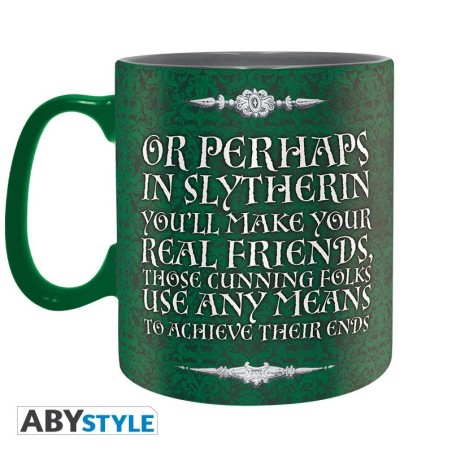 OR PERHAPS
IN SLYTHERIN
YOU'LL MAKE YOUR
REAL FRIENDS,
THOSE CUNNING FOLKS
USE ANY MEANS
TO ACHIEVE THEIR ENDS
ABYSTYLE